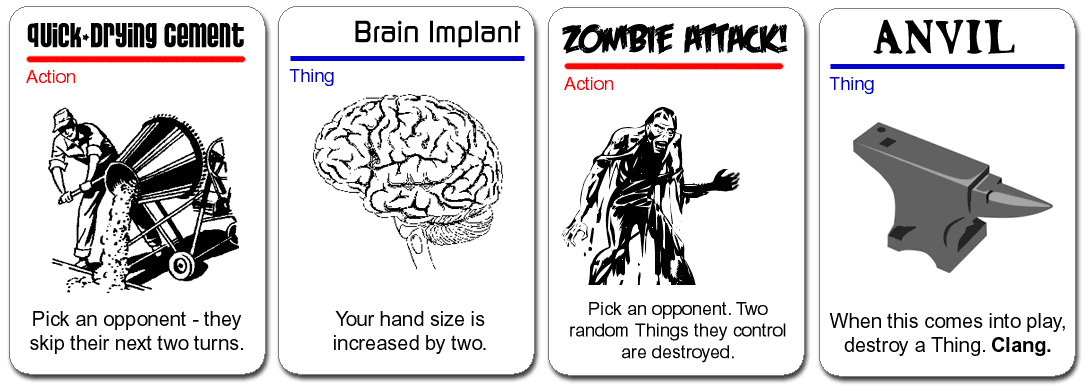 Quick-Drying Cement
Action
Pick an opponent - they
skip their next two turns.
Brain Implant
Thing
Your hand size is
increased by two.
ZOMBIE ATTACK!
Action
Pick an opponent. Two
random Things they control
are destroyed.
ANVIL
Thing
When this comes into play,
destroy a Thing. Clang.